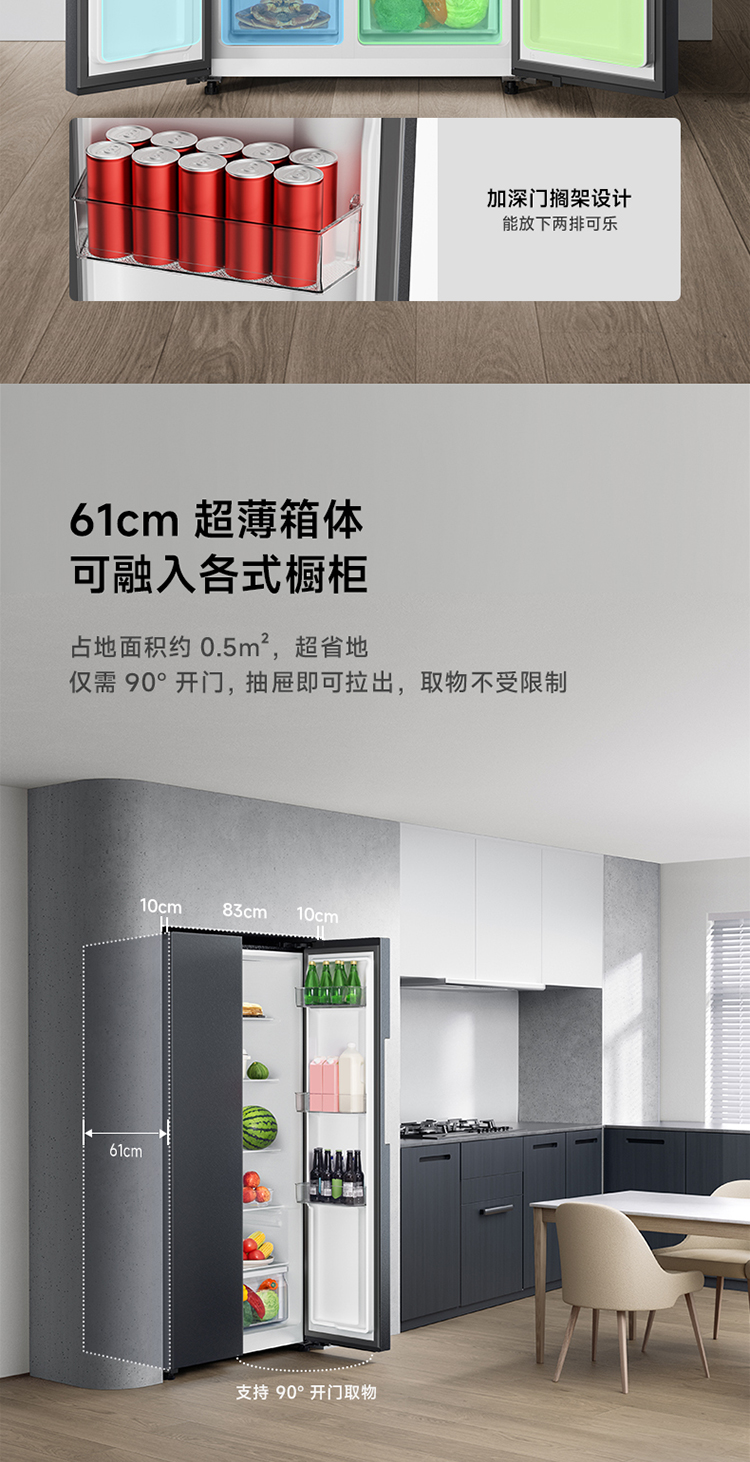 加深门搁架设计
能放下两排可乐
61cm 超薄箱体
可融入各式橱柜
占地面积约 0.5m²，超省地
仅需 90° 开门，抽屉即可拉出，取物不受限制
10cm
83cm
10cm
61cm
支持 90° 开门取物